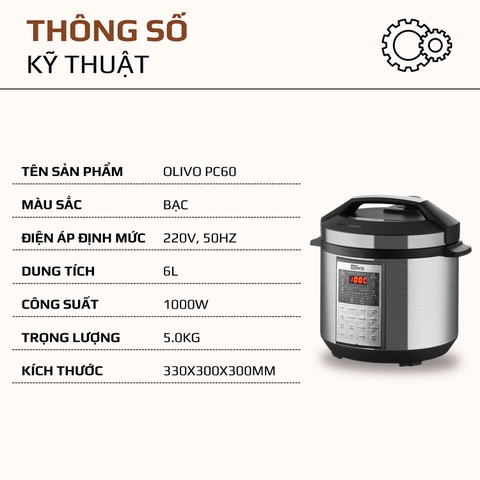 THÔNG SỐ
KỸ THUẬT
TÊN SẢN PHẨM OLIVO PC60
MÀU SẮC BẠC
ĐIỆN ÁP ĐỊNH MỨC 220V, 50HZ
DUNG TÍCH 6L
CÔNG SUẤT 1000W
TRỌNG LƯỢNG 5.0KG
KÍCH THƯỚC 330X300X300MM
Olivo